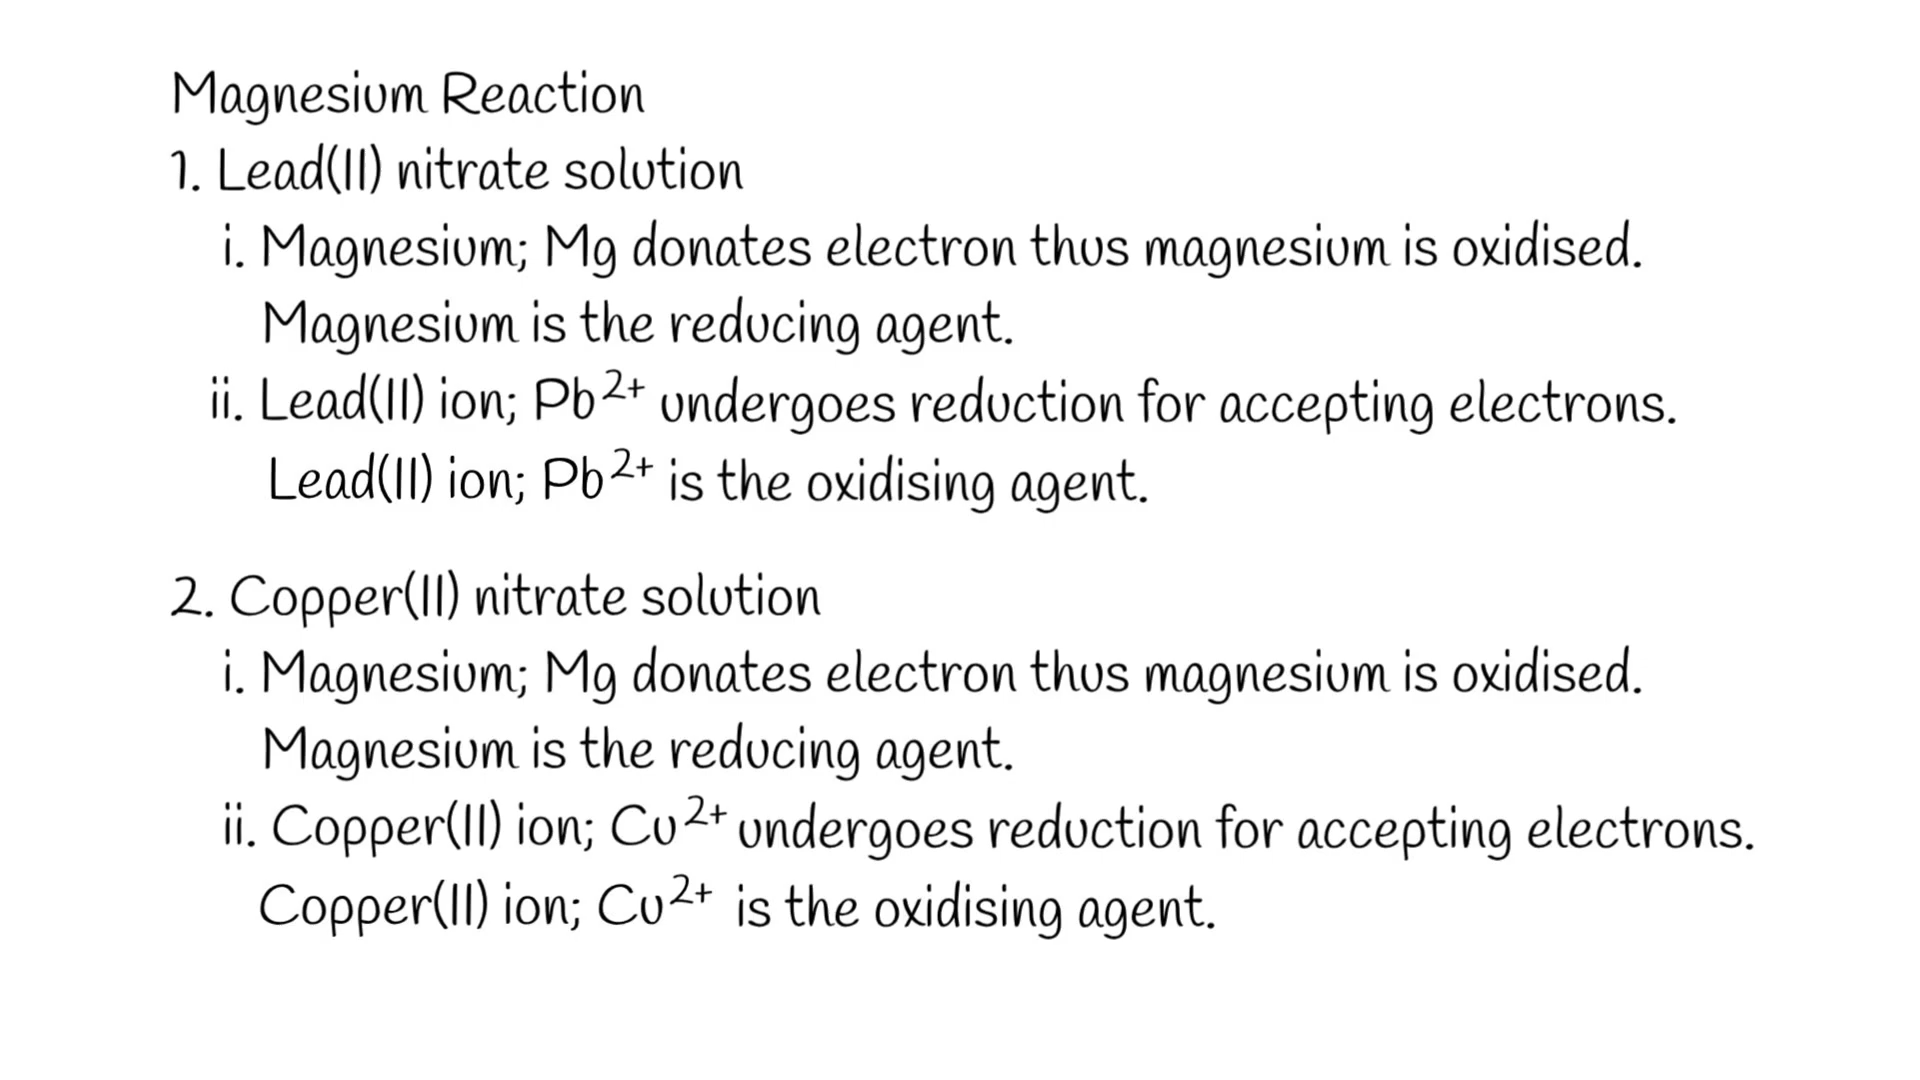 Magnesium Reaction
1. Lead(II) nitrate solution
i. Magnesium; Mg donates electron thus magnesium is oxidised.
Magnesium is the reducing agent.
ii. Lead(II) ion; Pb²⁺ undergoes reduction for accepting electrons.
Lead(II) ion; Pb²⁺ is the oxidising agent.
2. Copper(II) nitrate solution
i. Magnesium; Mg donates electron thus magnesium is oxidised.
Magnesium is the reducing agent.
ii. Copper(II) ion; Cu²⁺ undergoes reduction for accepting electrons.
Copper(II) ion; Cu²⁺ is the oxidising agent.